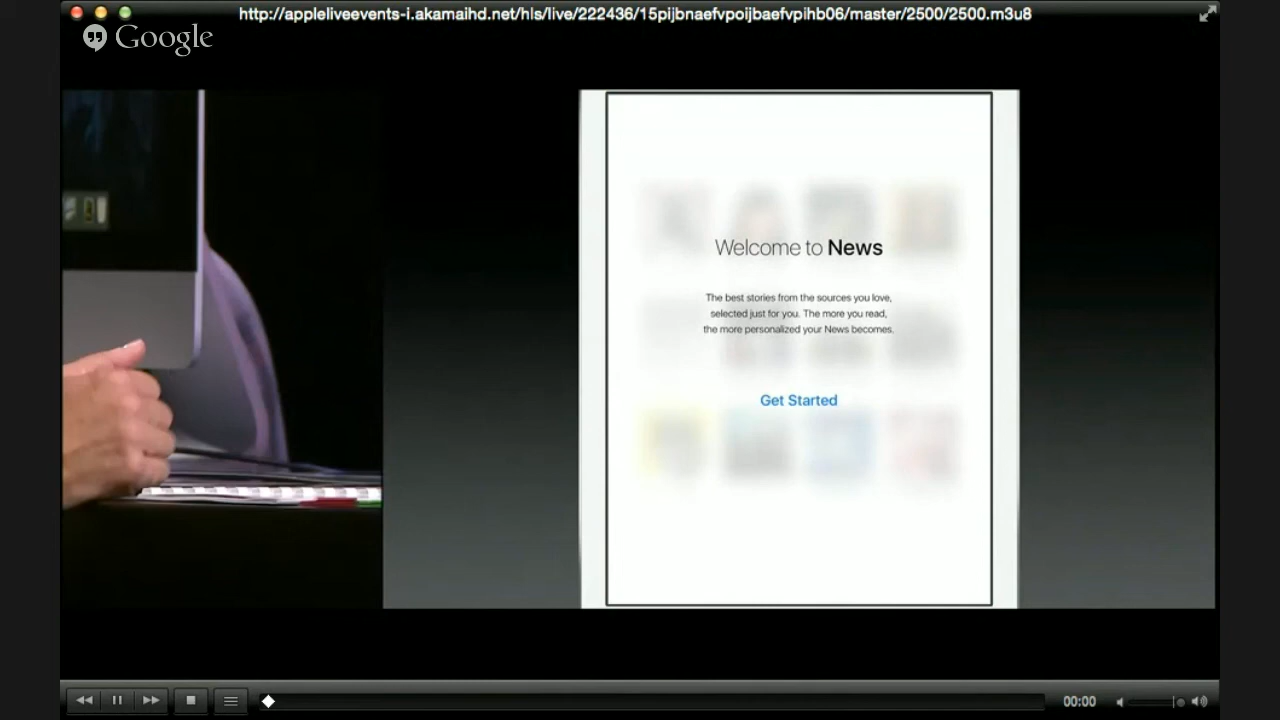 http://appleliveevents-i.akamaihd.net/hls/live/222436/15pijbnaefvpoijbaefvpihb06/master/2500/2500.m3u8
Google
Welcome to News
The best stories from the sources you love,
selected just for you. The more you read,
the more personalized your News becomes.
Get Started
00:00